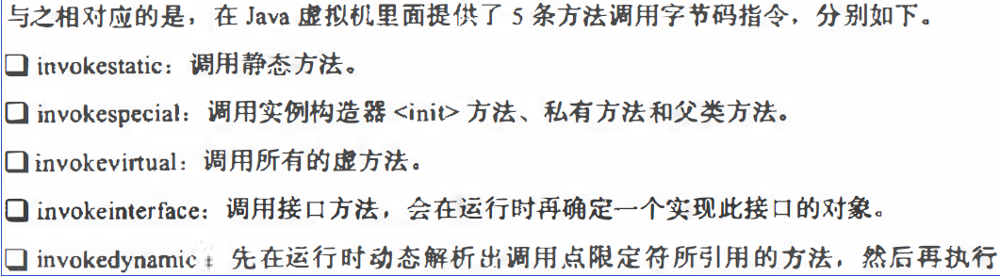 与之相对应的是，在 Java 虚拟机里面提供了 5 条方法调用字节码指令，分别如下。
❑ invokestatic：调用静态方法。
❑ invokespecial：调用实例构造器 <init> 方法、私有方法和父类方法。
❑ invokevirtual：调用所有的虚方法。
❑ invokeinterface：调用接口方法，会在运行时再确定一个实现此接口的对象。
❑ invokedynamic：先在运行时动态解析出调用点限定符所引用的方法，然后再执行